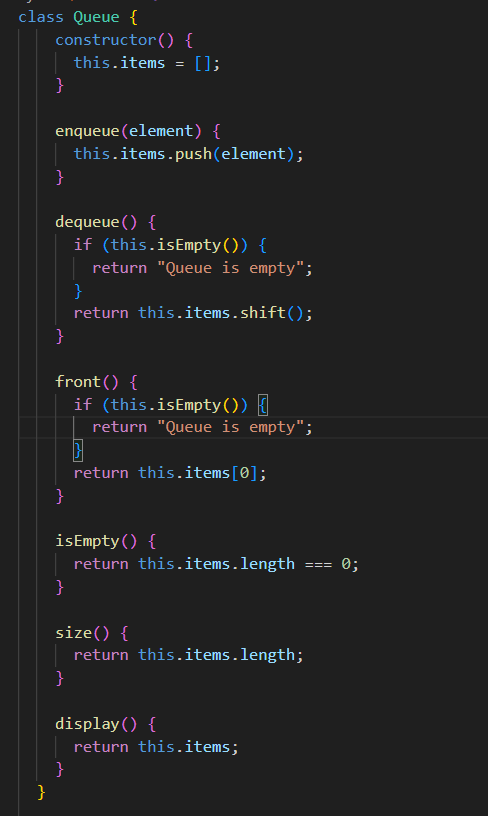 class Queue {
constructor() {
this.items = [];
}
enqueue(element) {
this.items.push(element);
}
dequeue() {
if (this.isEmpty()) {
return "Queue is empty";
}
return this.items.shift();
}
front() {
if (this.isEmpty()) {
return "Queue is empty";
}
return this.items[0];
}
isEmpty() {
return this.items.length === 0;
}
size() {
return this.items.length;
}
display() {
return this.items;
}
}